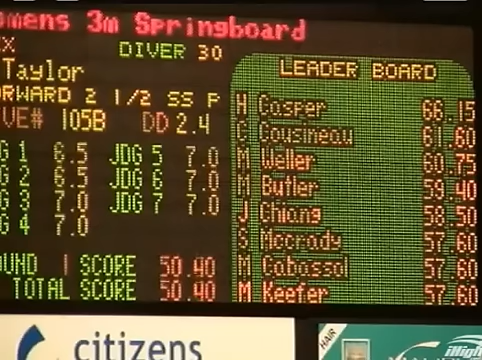 omens 3m Springboard
EX
DIVER 30
Taylor
ORWARD 2 1/2 SS P
VE# 105B DD 2.4
G 1 6.5 JDG 5 7.0
G 2 6.5 JDG 6 7.0
G 3 7.0 JDG 7 7.0
G 4 7.0
OUND 1 SCORE 50.40
TOTAL SCORE 50.40
LEADER BOARD
H Casper 66.15
C Cousineau 61.60
M Weller 60.75
M Butler 59.40
J Chiang 58.50
S Mccrady 57.60
M Cabassol 57.60
M Keefer 57.60
citizens
HAIR